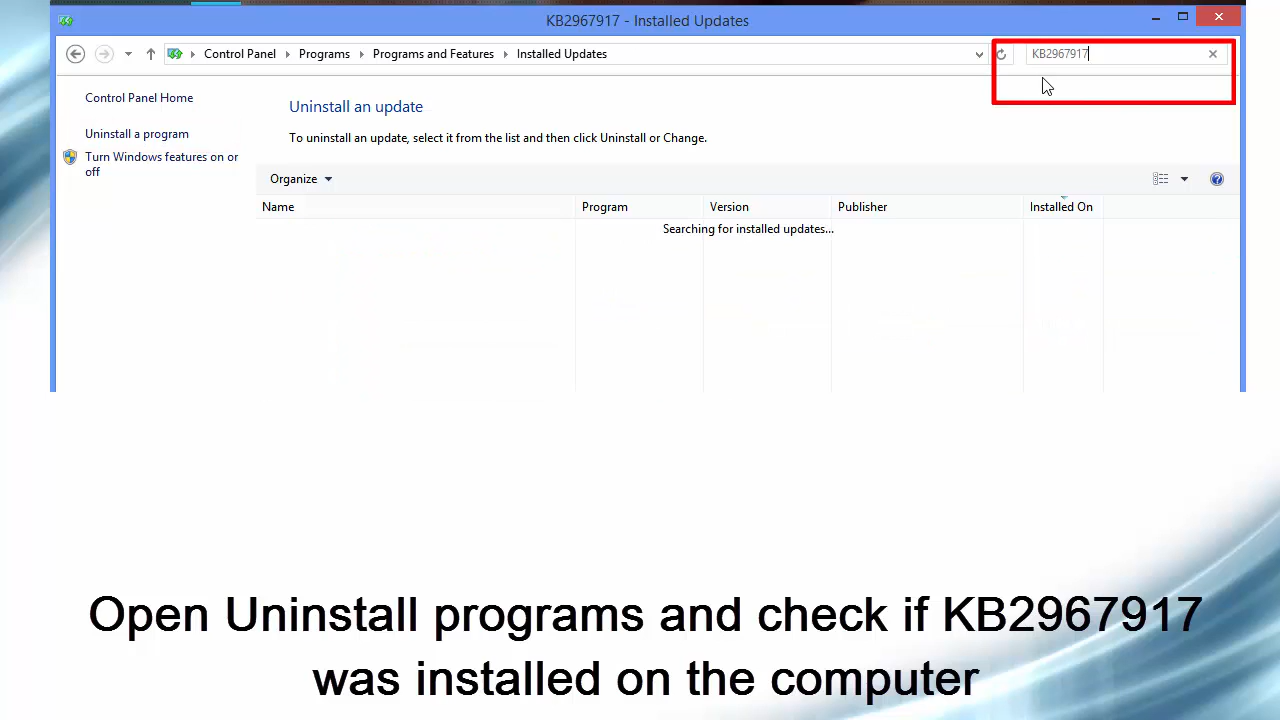 KB2967917 - Installed Updates
Control Panel Programs Programs and Features Installed Updates KB2967917
Control Panel Home
Uninstall a program
Turn Windows features on or
off
Uninstall an update
To uninstall an update, select it from the list and then click Uninstall or Change.
Organize
Name Program Version Publisher Installed On
Searching for installed updates...
Open Uninstall programs and check if KB2967917
was installed on the computer